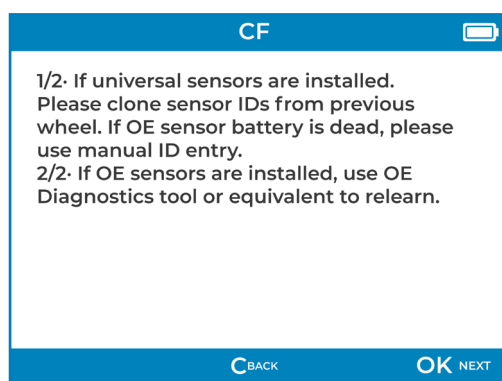 CF
1/2· If universal sensors are installed.
Please clone sensor IDs from previous
wheel. If OE sensor battery is dead, please
use manual ID entry.
2/2· If OE sensors are installed, use OE
Diagnostics tool or equivalent to relearn.
CBACK OK NEXT